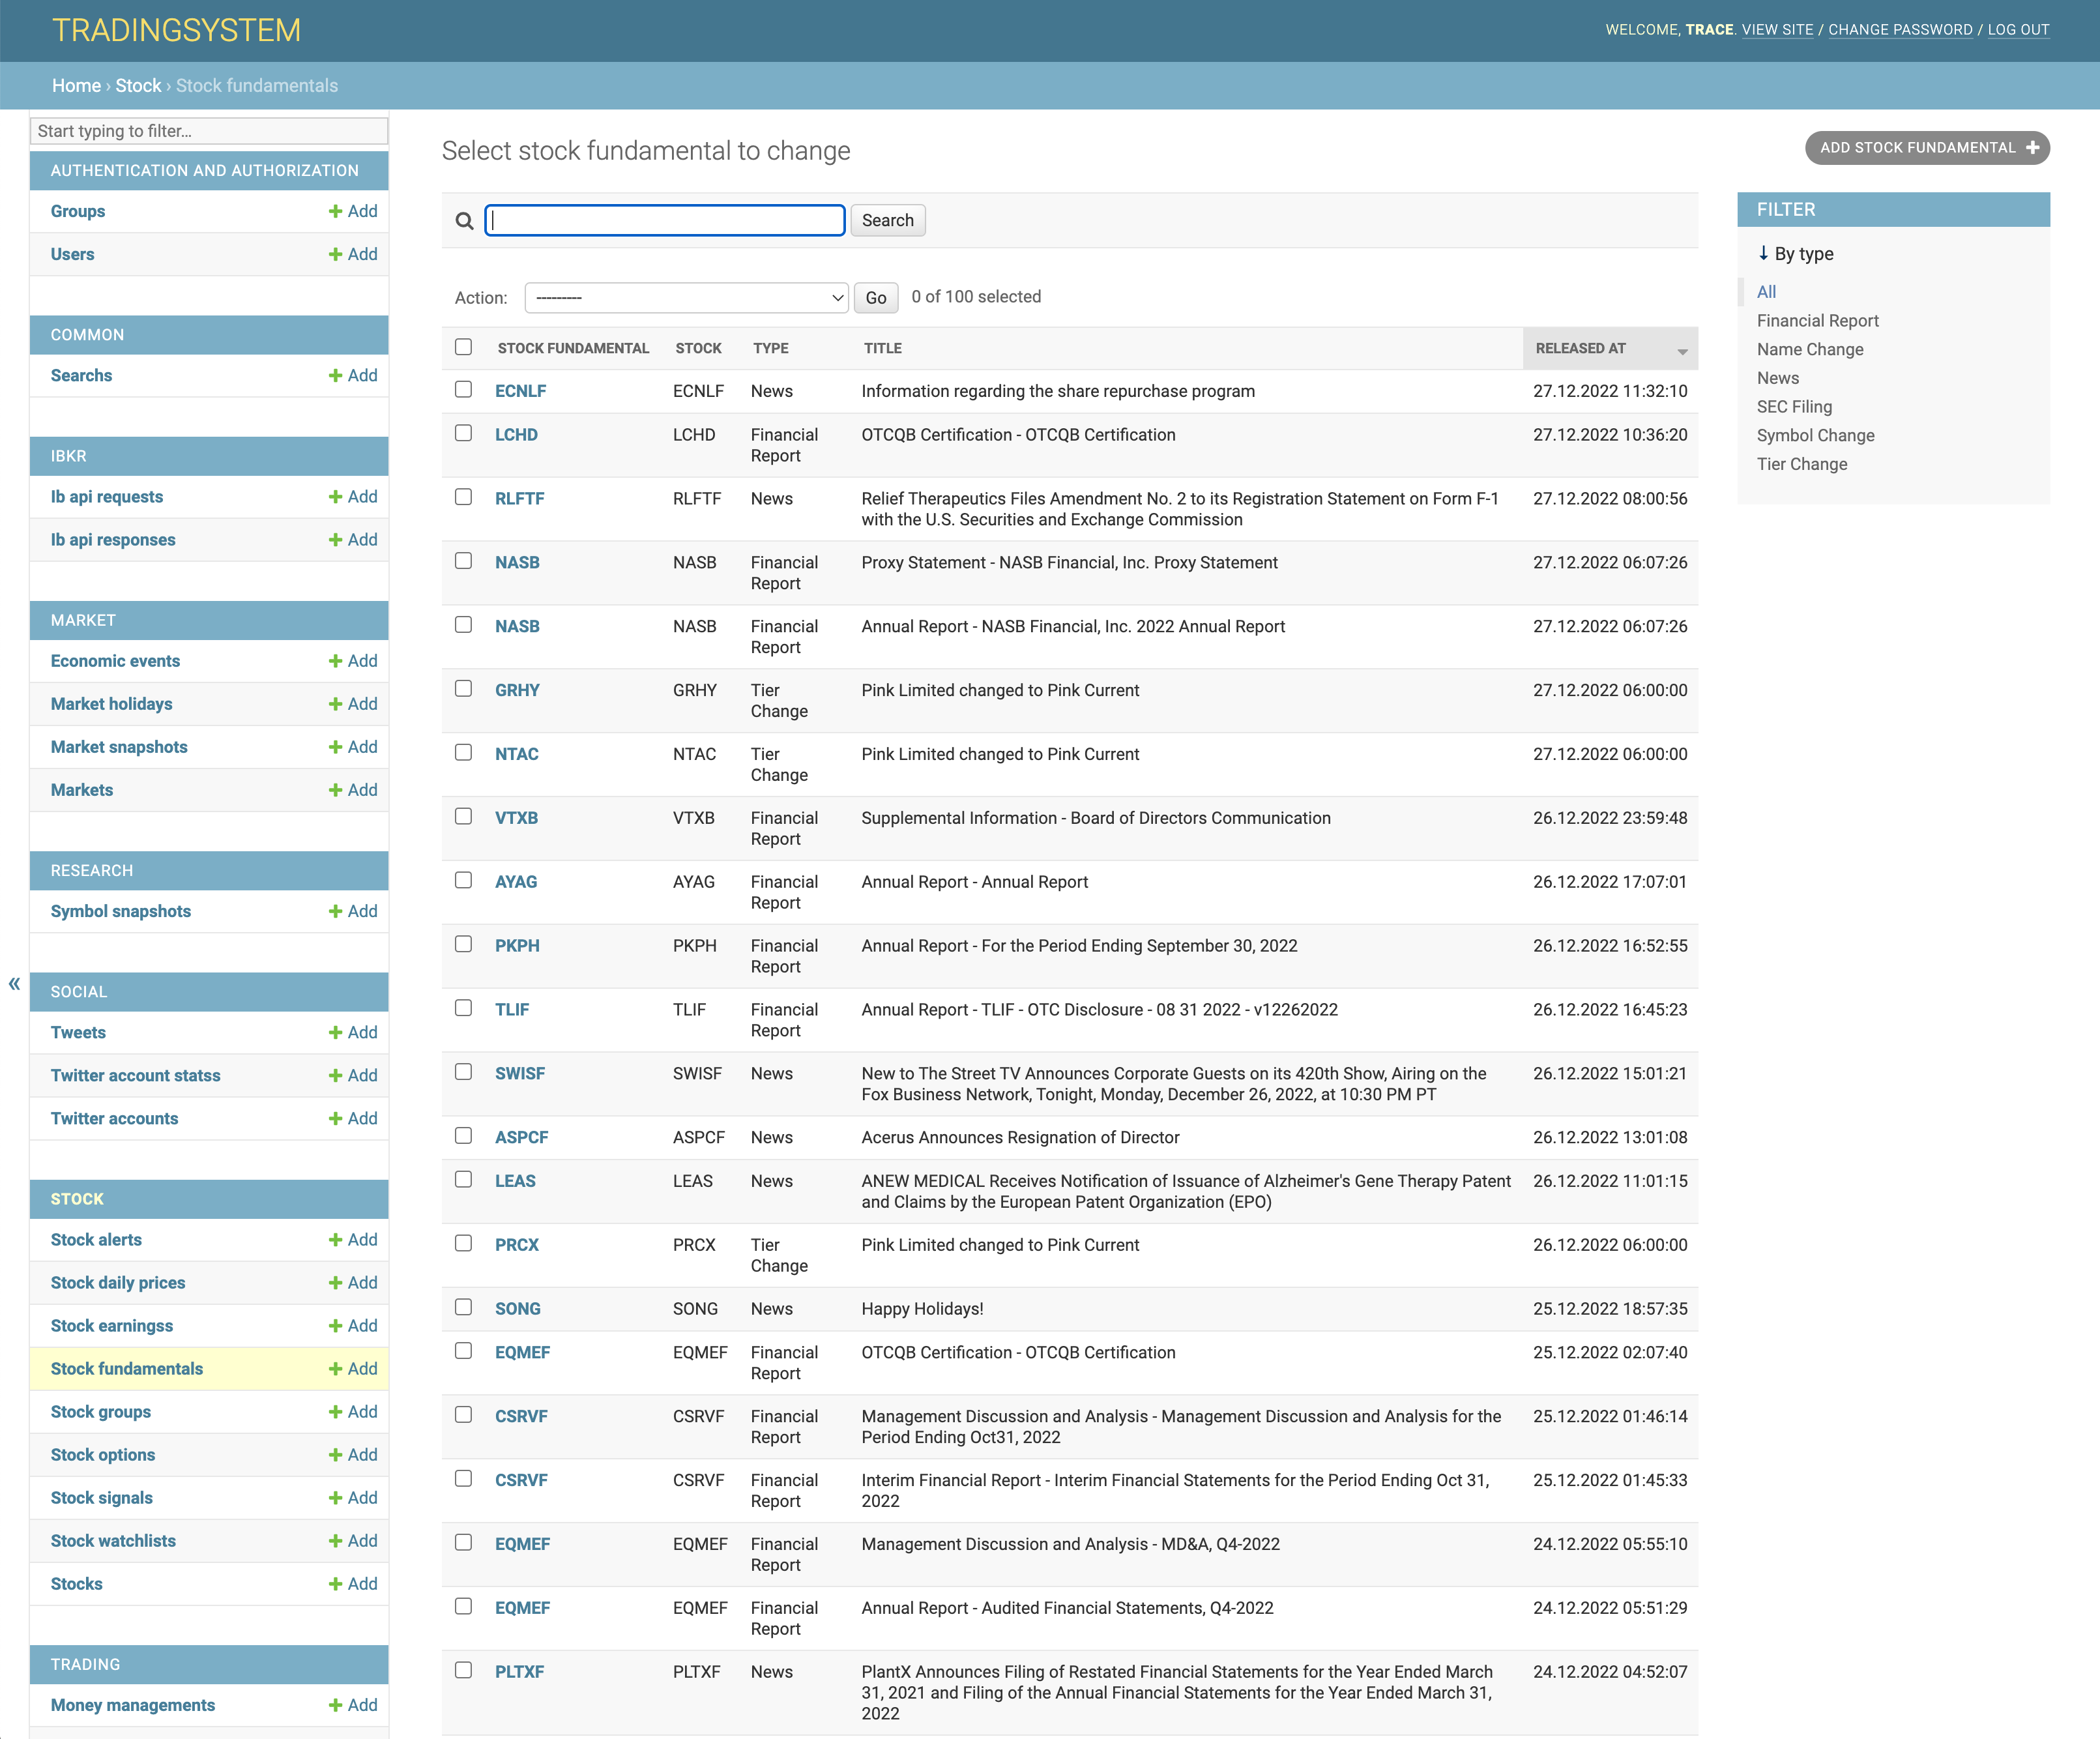 TRADINGSYSTEM
WELCOME, TRACE. VIEW SITE / CHANGE PASSWORD / LOG OUT
Home › Stock › Stock fundamentals
Start typing to filter...
AUTHENTICATION AND AUTHORIZATION
Groups + Add
Users + Add
COMMON
Searchs + Add
IBKR
Ib api requests + Add
Ib api responses + Add
MARKET
Economic events + Add
Market holidays + Add
Market snapshots + Add
Markets + Add
RESEARCH
Symbol snapshots + Add
«
SOCIAL
Tweets + Add
Twitter account statss + Add
Twitter accounts + Add
STOCK
Stock alerts + Add
Stock daily prices + Add
Stock earningss + Add
Stock fundamentals + Add
Stock groups + Add
Stock options + Add
Stock signals + Add
Stock watchlists + Add
Stocks + Add
TRADING
Money managements + Add
Select stock fundamental to change
ADD STOCK FUNDAMENTAL +
Search
Action: --------- Go 0 of 100 selected
STOCK FUNDAMENTAL STOCK TYPE TITLE RELEASED AT
ECNLF ECNLF News Information regarding the share repurchase program 27.12.2022 11:32:10
LCHD LCHD Financial OTCQB Certification - OTCQB Certification 27.12.2022 10:36:20
Report
RLFTF RLFTF News Relief Therapeutics Files Amendment No. 2 to its Registration Statement on Form F-1 27.12.2022 08:00:56
with the U.S. Securities and Exchange Commission
NASB NASB Financial Proxy Statement - NASB Financial, Inc. Proxy Statement 27.12.2022 06:07:26
Report
NASB NASB Financial Annual Report - NASB Financial, Inc. 2022 Annual Report 27.12.2022 06:07:26
Report
GRHY GRHY Tier Pink Limited changed to Pink Current 27.12.2022 06:00:00
Change
NTAC NTAC Tier Pink Limited changed to Pink Current 27.12.2022 06:00:00
Change
VTXB VTXB Financial Supplemental Information - Board of Directors Communication 26.12.2022 23:59:48
Report
AYAG AYAG Financial Annual Report - Annual Report 26.12.2022 17:07:01
Report
PKPH PKPH Financial Annual Report - For the Period Ending September 30, 2022 26.12.2022 16:52:55
Report
TLIF TLIF Financial Annual Report - TLIF - OTC Disclosure - 08 31 2022 - v12262022 26.12.2022 16:45:23
Report
SWISF SWISF News New to The Street TV Announces Corporate Guests on its 420th Show, Airing on the 26.12.2022 15:01:21
Fox Business Network, Tonight, Monday, December 26, 2022, at 10:30 PM PT
ASPCF ASPCF News Acerus Announces Resignation of Director 26.12.2022 13:01:08
LEAS LEAS News ANEW MEDICAL Receives Notification of Issuance of Alzheimer's Gene Therapy Patent 26.12.2022 11:01:15
and Claims by the European Patent Organization (EPO)
PRCX PRCX Tier Pink Limited changed to Pink Current 26.12.2022 06:00:00
Change
SONG SONG News Happy Holidays! 25.12.2022 18:57:35
EQMEF EQMEF Financial OTCQB Certification - OTCQB Certification 25.12.2022 02:07:40
Report
CSRVF CSRVF Financial Management Discussion and Analysis - Management Discussion and Analysis for the 25.12.2022 01:46:14
Report Period Ending Oct31, 2022
CSRVF CSRVF Financial Interim Financial Report - Interim Financial Statements for the Period Ending Oct 31, 25.12.2022 01:45:33
Report 2022
EQMEF EQMEF Financial Management Discussion and Analysis - MD&A, Q4-2022 24.12.2022 05:55:10
Report
EQMEF EQMEF Financial Annual Report - Audited Financial Statements, Q4-2022 24.12.2022 05:51:29
Report
PLTXF PLTXF News PlantX Announces Filing of Restated Financial Statements for the Year Ended March 24.12.2022 04:52:07
31, 2021 and Filing of the Annual Financial Statements for the Year Ended March 31,
2022
FILTER
↓ By type
All
Financial Report
Name Change
News
SEC Filing
Symbol Change
Tier Change